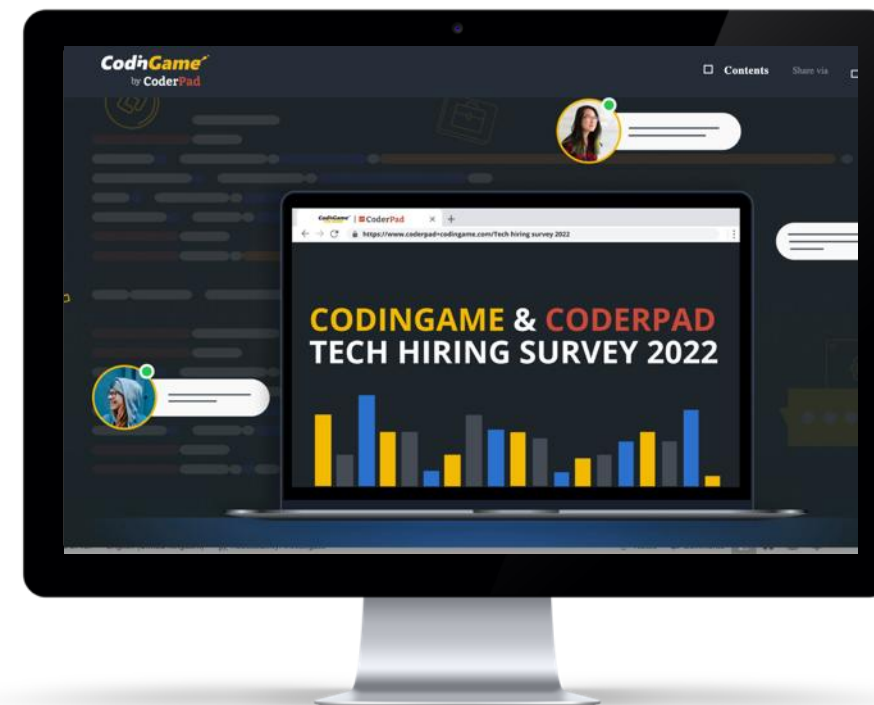 CodinGame
by CoderPad
Contents
Share via
CodinGame | CoderPad
https://www.coderpad+codingame.com/Tech hiring survey 2022
CODINGAME & CODERPAD
TECH HIRING SURVEY 2022